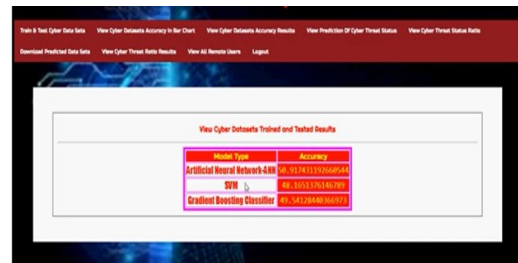 Train & Test Cyber Data Sets View Cyber Datasets Accuracy in Bar Chart View Cyber Datasets Accuracy Results View Prediction Of Cyber Threat Status View Cyber Threat Status Ratio
Download Predicted Data Sets View Cyber Threat Ratio Results View All Remote Users Logout
View Cyber Datasets Trained and Tested Results
Model Type Accuracy
Artificial Neural Network-ANN 50.917431192660544
SVM 48.1651376146789
Gradient Boosting Classifier 49.54128440366973